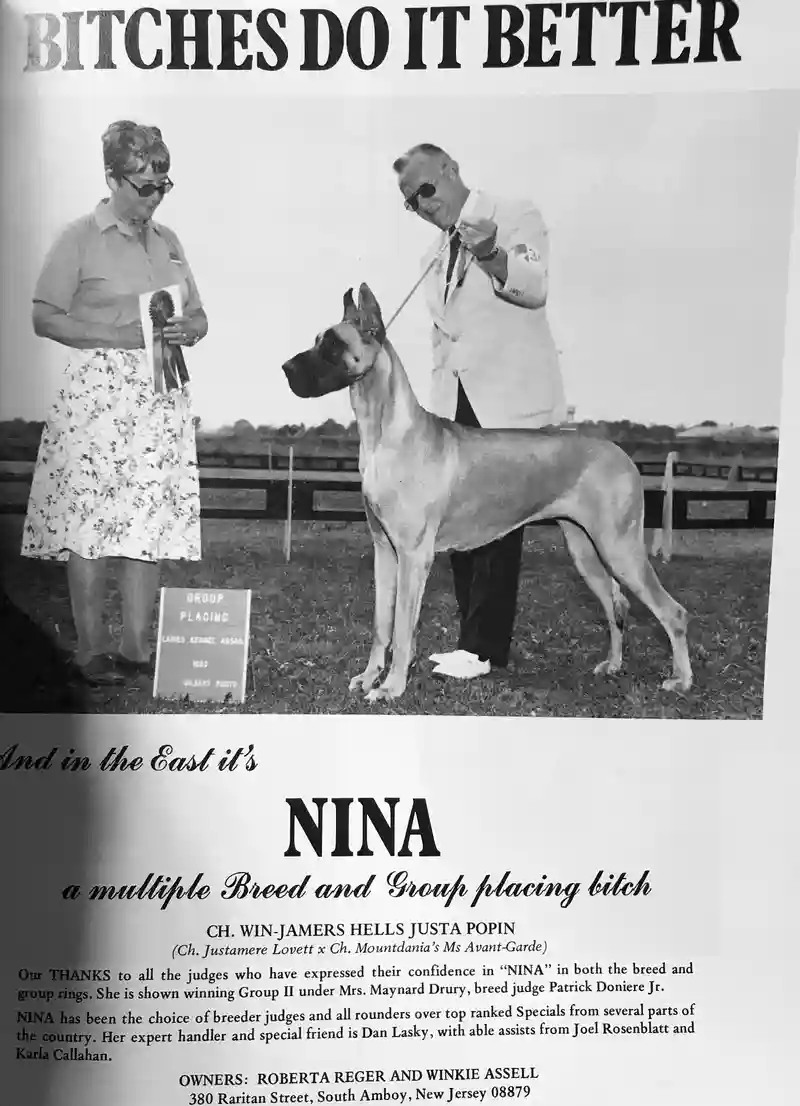 BITCHES DO IT BETTER
GROUP
PLACING
LADIES KENNEL ASSN.
GILBERT PHOTO
And in the East it's
NINA
a multiple Breed and Group placing bitch
CH. WIN-JAMERS HELLS JUSTA POPIN
(Ch. Justamere Lovett x Ch. Mountdania's Ms Avant-Garde)
Our THANKS to all the judges who have expressed their confidence in “NINA” in both the breed and
group rings. She is shown winning Group II under Mrs. Maynard Drury, breed judge Patrick Doniere Jr.
NINA has been the choice of breeder judges and all rounders over top ranked Specials from several parts of
the country. Her expert handler and special friend is Dan Lasky, with able assists from Joel Rosenblatt and
Karla Callahan.
OWNERS: ROBERTA REGER AND WINKIE ASSELL
380 Raritan Street, South Amboy, New Jersey 08879